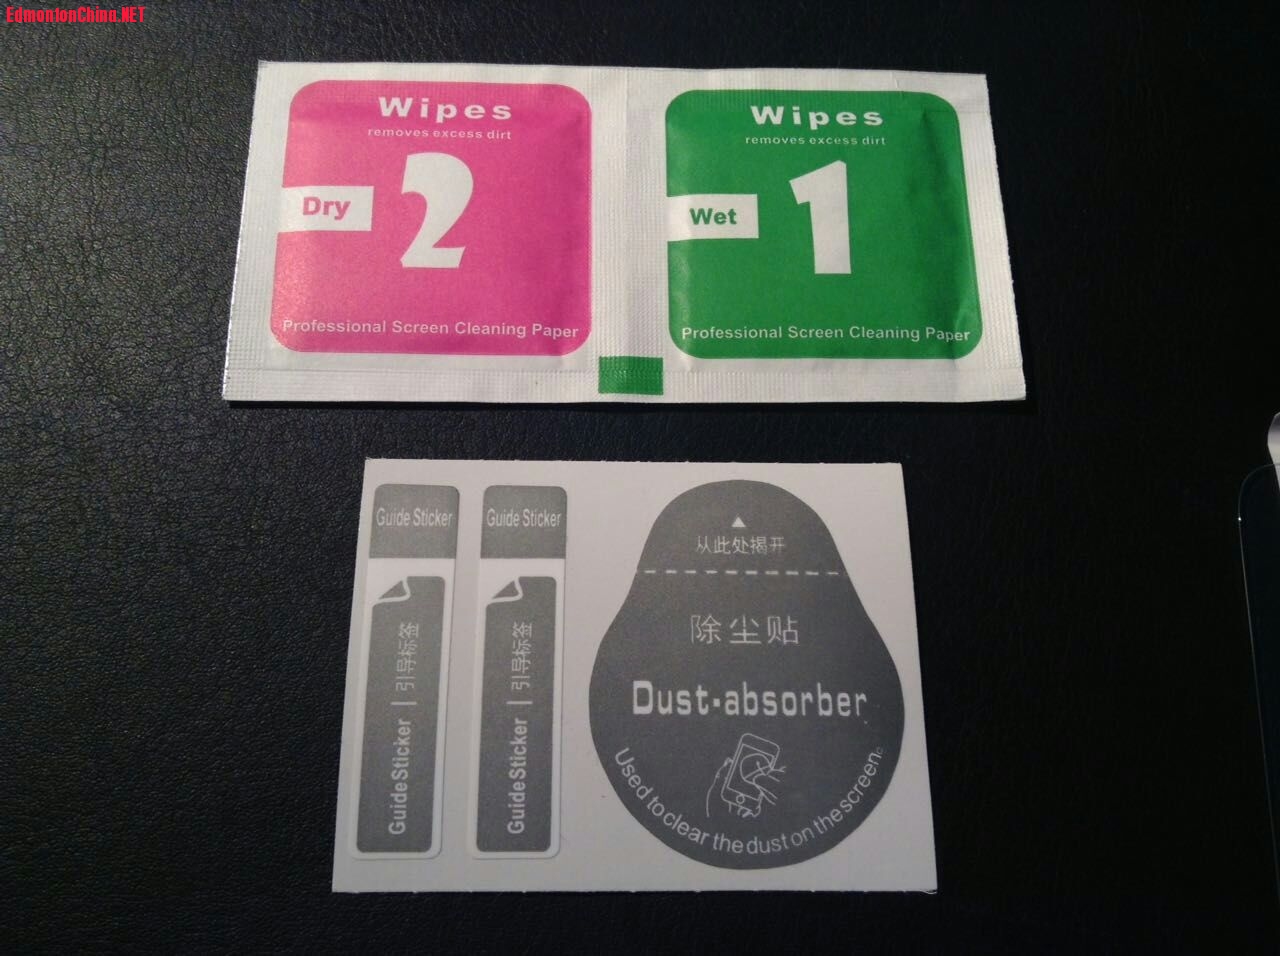 EdmontonChina.NET
Wipes
removes excess dirt
Dry
2
Professional Screen Cleaning Paper
Wipes
removes excess dirt
Wet
1
Professional Screen Cleaning Paper
Guide Sticker
GuideSticker | 引导标签
Guide Sticker
GuideSticker | 引导标签
从此处揭开
除尘贴
Dust-absorber
Used to clear the dust on the screen。